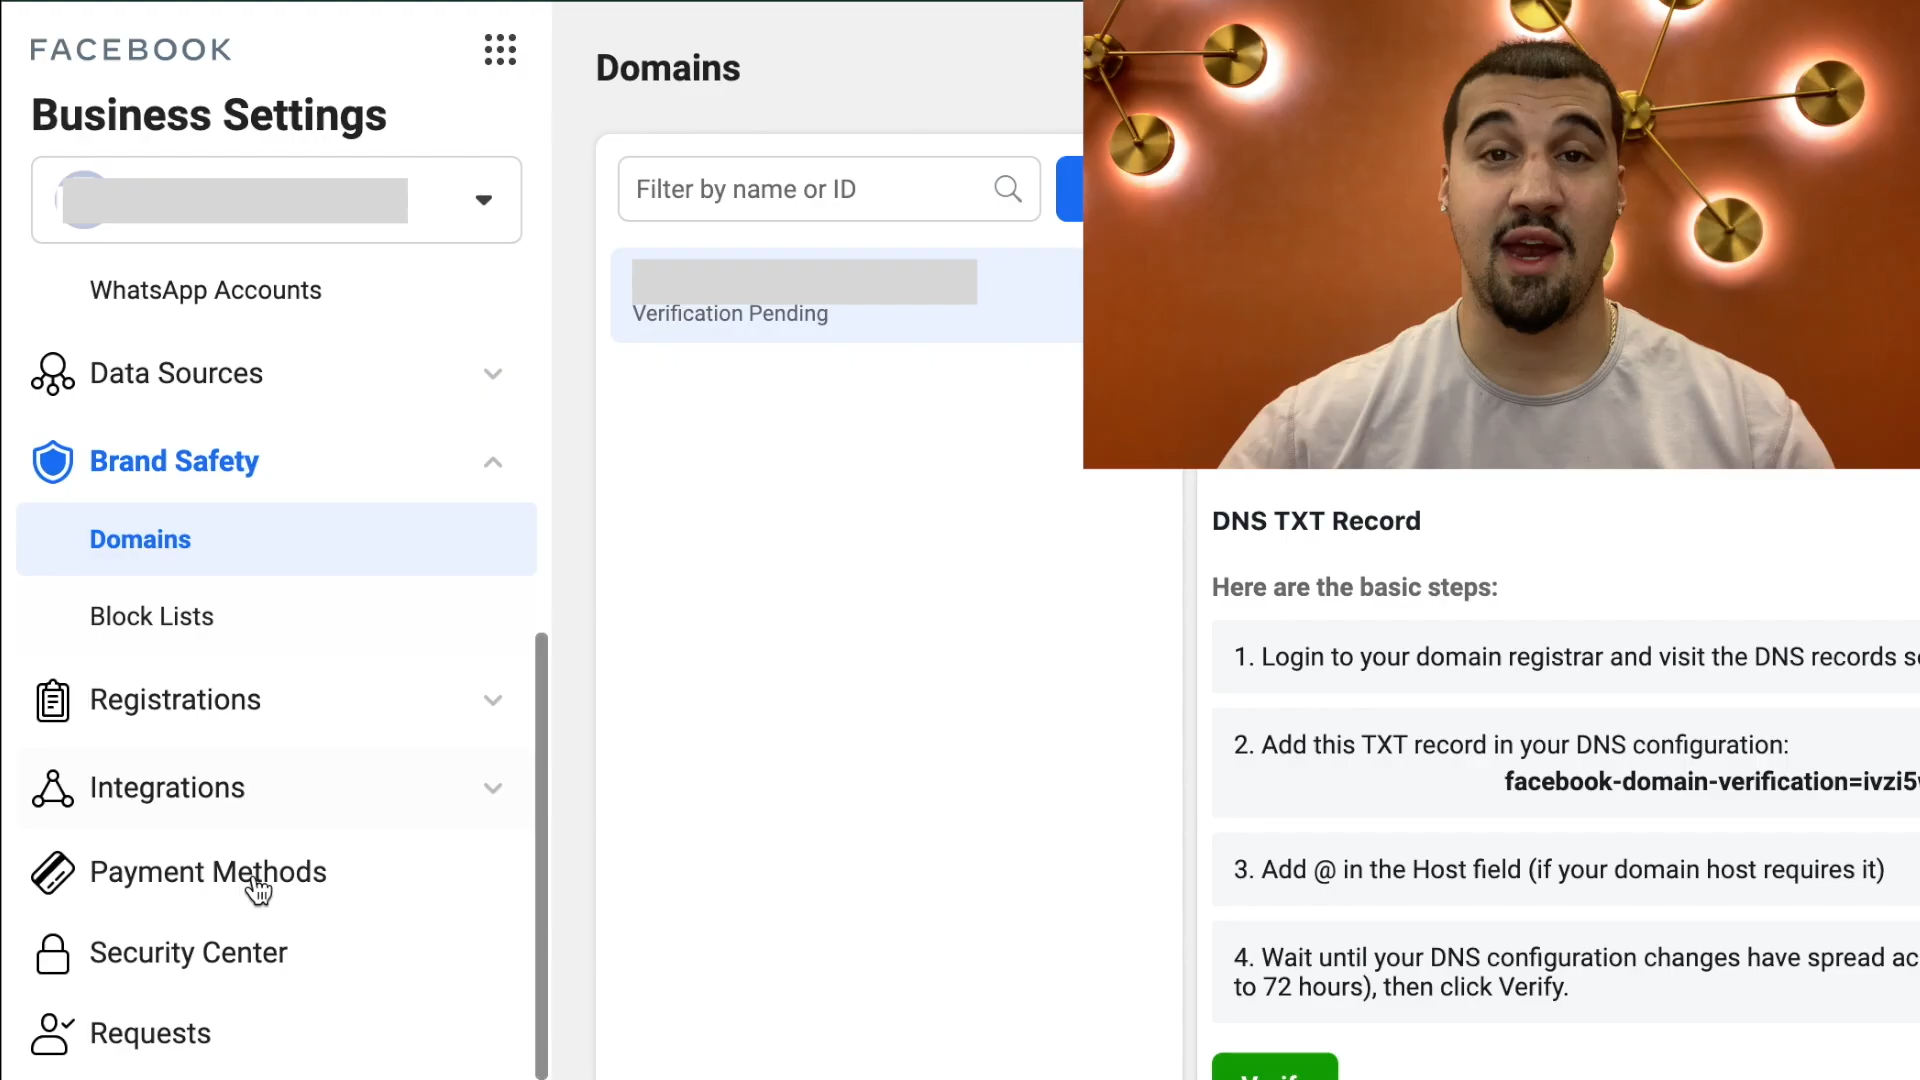 FACEBOOK
Business Settings
WhatsApp Accounts
Data Sources
Brand Safety
Domains
Block Lists
Registrations
Integrations
Payment Methods
Security Center
Requests
Domains
Filter by name or ID
Verification Pending
DNS TXT Record
Here are the basic steps:
1. Login to your domain registrar and visit the DNS records
2. Add this TXT record in your DNS configuration:
facebook-domain-verification=ivzi5
3. Add @ in the Host field (if your domain host requires it)
4. Wait until your DNS configuration changes have spread
to 72 hours), then click Verify.